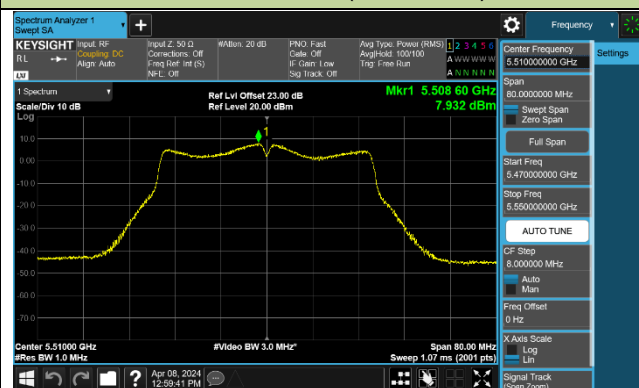 Spectrum Analyzer 1
Swept SA
+
Frequency
KEYSIGHT
RL
LXI
Input: RF
Coupling: DC
Align: Auto
Input Z: 50 Ω
Corrections: Off
Freq Ref: Int (S)
NFE: Off
#Atten: 20 dB
PNO: Fast
Gate: Off
IF Gain: Low
Sig Track: Off
Avg Type: Power (RMS)
Avg|Hold: 100/100
Trig: Free Run
1 2 3 4 5 6
A W W W W W
A N N N N N
1 Spectrum
Scale/Div 10 dB
Log
Ref Lvl Offset 23.00 dB
Ref Level 20.00 dBm
Mkr1 5.508 60 GHz
7.932 dBm
1
10.0
0.00
-10.0
-20.0
-30.0
-40.0
-50.0
-60.0
-70.0
Center 5.51000 GHz
#Res BW 1.0 MHz
#Video BW 3.0 MHz*
Span 80.00 MHz
Sweep 1.07 ms (2001 pts)
Apr 08, 2024
12:59:41 PM
Center Frequency
5.510000000 GHz
Settings
Span
80.0000000 MHz
Swept Span
Zero Span
Full Span
Start Freq
5.470000000 GHz
Stop Freq
5.550000000 GHz
AUTO TUNE
CF Step
8.000000 MHz
Auto
Man
Freq Offset
0 Hz
X Axis Scale
Log
Lin
Signal Track
(Span Zoom)